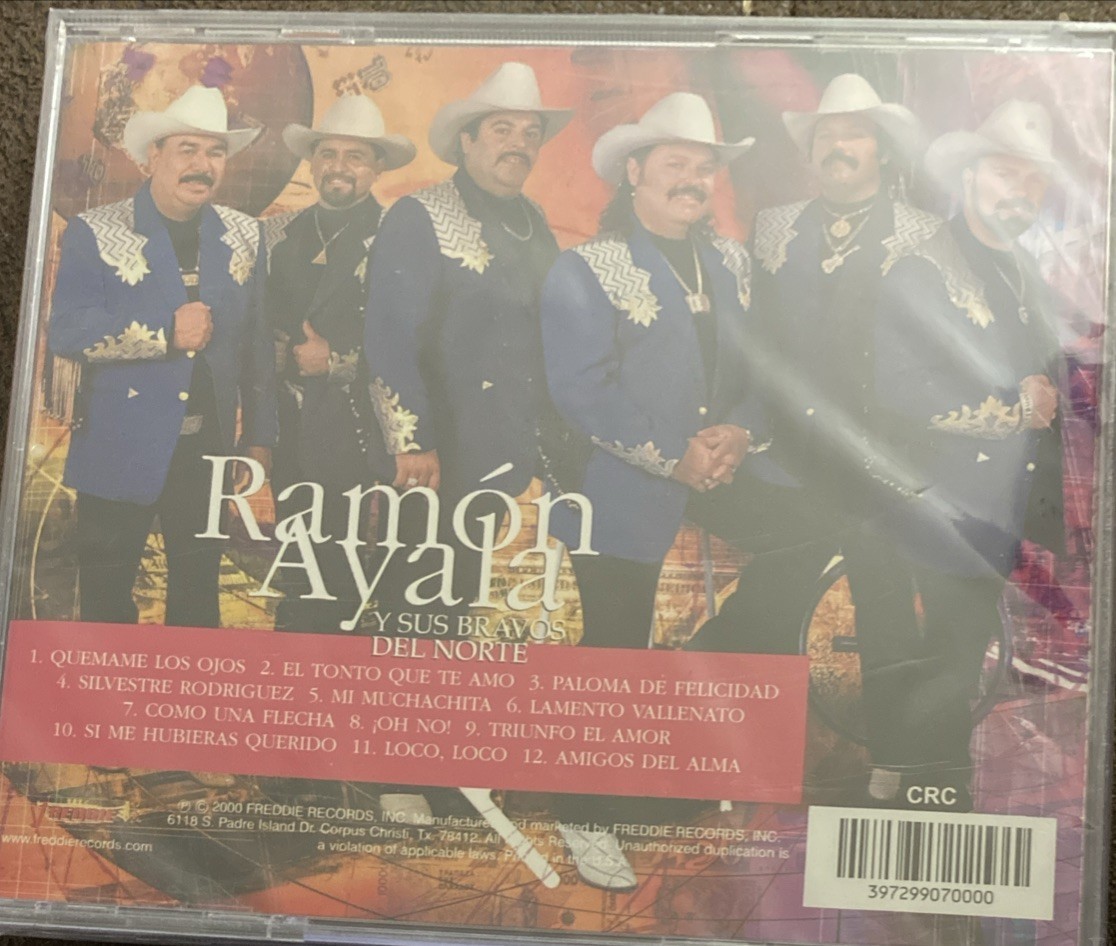 Ramón
Ayala
Y SUS BRAVOS
DEL NORTE
1. QUEMAME LOS OJOS 2. EL TONTO QUE TE AMO 3. PALOMA DE FELICIDAD
4. SILVESTRE RODRIGUEZ 5. MI MUCHACHITA 6. LAMENTO VALLENATO
7. COMO UNA FLECHA 8. ¡OH NO! 9. TRIUNFO EL AMOR
10. SI ME HUBIERAS QUERIDO 11. LOCO, LOCO 12. AMIGOS DEL ALMA
FREDDIE
www.freddierecords.com
℗ © 2000 FREDDIE RECORDS, INC. Manufactured and marketed by FREDDIE RECORDS, INC.
6118 S. Padre Island Dr. Corpus Christi, Tx. 78412. All Rights Reserved. Unauthorized duplication is
a violation of applicable laws. Printed in the U.S.A.
CRC
397299070000